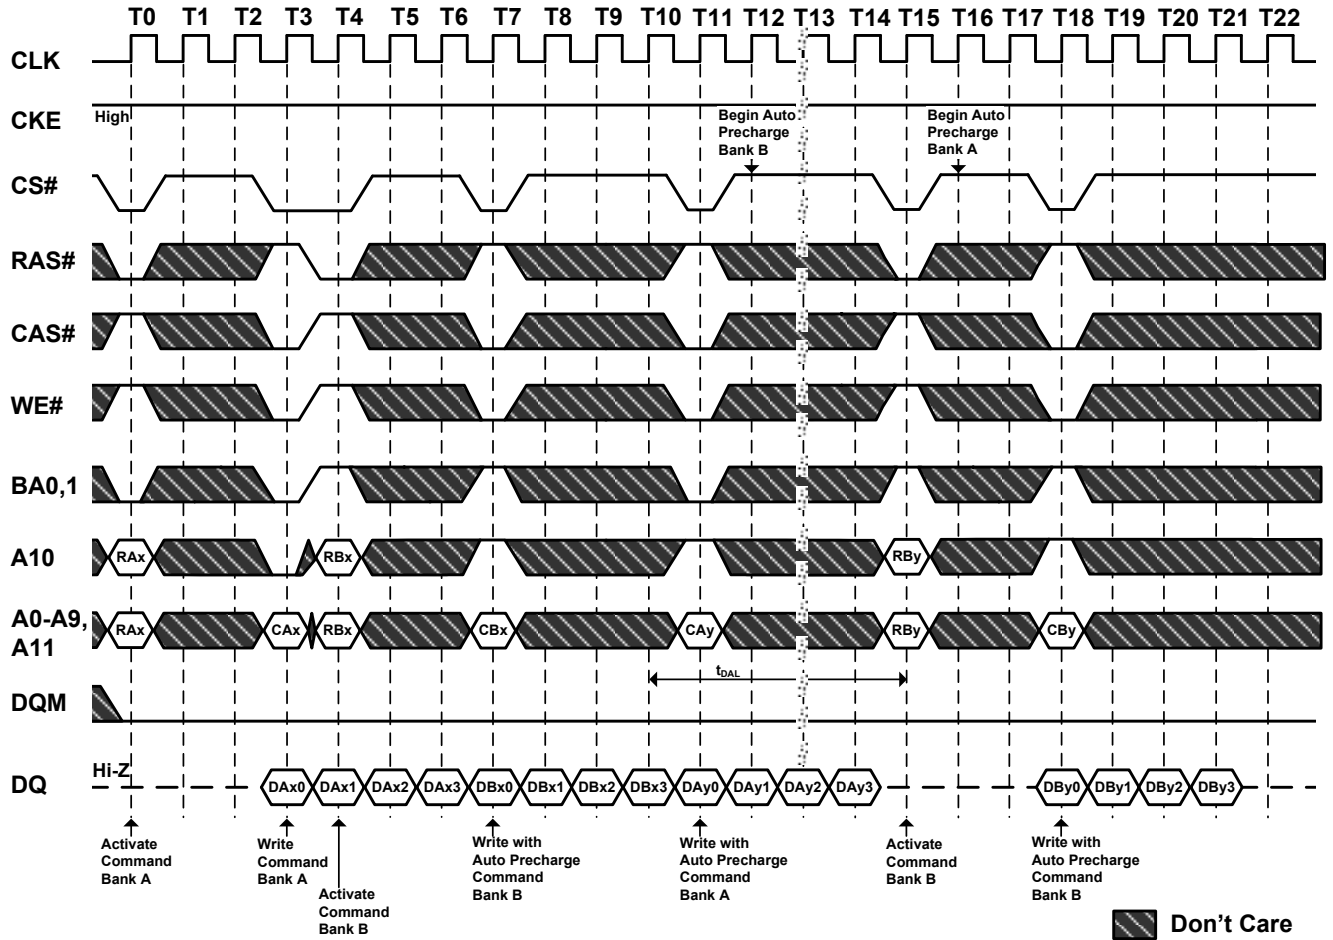 T0 T1 T2 T3 T4 T5 T6 T7 T8 T9 T10 T11 T12 T13 T14 T15 T16 T17 T18 T19 T20 T21 T22
CLK
CKE
High
Begin Auto
Precharge
Bank B
Begin Auto
Precharge
Bank A
CS#
RAS#
CAS#
WE#
BA0,1
A10
RAx RBx RBy
A0-A9,
A11
RAx CAx RBx CBx CAy RBy CBy
tDAL
DQM
Hi-Z
DQ
DAx0 DAx1 DAx2 DAx3 DBx0 DBx1 DBx2 DBx3 DAy0 DAy1 DAy2 DAy3 DBy0 DBy1 DBy2 DBy3
Activate
Command
Bank A
Write
Command
Bank A
Activate
Command
Bank B
Write with
Auto Precharge
Command
Bank B
Write with
Auto Precharge
Command
Bank A
Activate
Command
Bank B
Write with
Auto Precharge
Command
Bank B
Don't Care